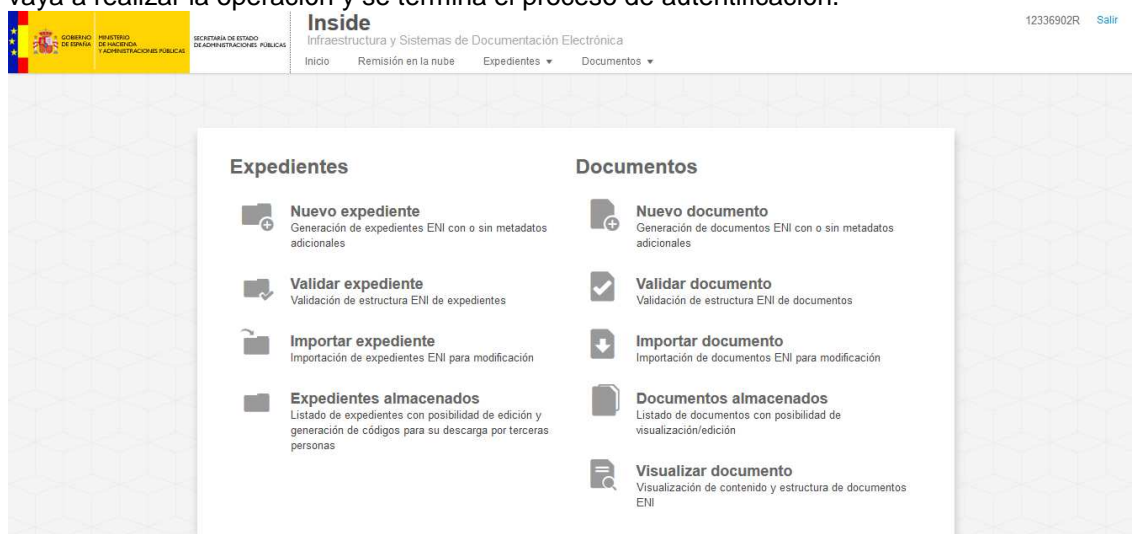 vaya a realizar la operación y se termina el proceso de autentificación.
GOBIERNO
DE ESPAÑA
MINISTERIO
DE HACIENDA
Y ADMINISTRACIONES PÚBLICAS
SECRETARÍA DE ESTADO
DE ADMINISTRACIONES PÚBLICAS
Inside
Infraestructura y Sistemas de Documentación Electrónica
12336902R Salir
Inicio Remisión en la nube Expedientes Documentos
Expedientes
Nuevo expediente
Generación de expedientes ENI con o sin metadatos
adicionales
Validar expediente
Validación de estructura ENI de expedientes
Importar expediente
Importación de expedientes ENI para modificación
Expedientes almacenados
Listado de expedientes con posibilidad de edición y
generación de códigos para su descarga por terceras
personas
Documentos
Nuevo documento
Generación de documentos ENI con o sin metadatos
adicionales
Validar documento
Validación de estructura ENI de documentos
Importar documento
Importación de documentos ENI para modificación
Documentos almacenados
Listado de documentos con posibilidad de
visualización/edición
Visualizar documento
Visualización de contenido y estructura de documentos
ENI